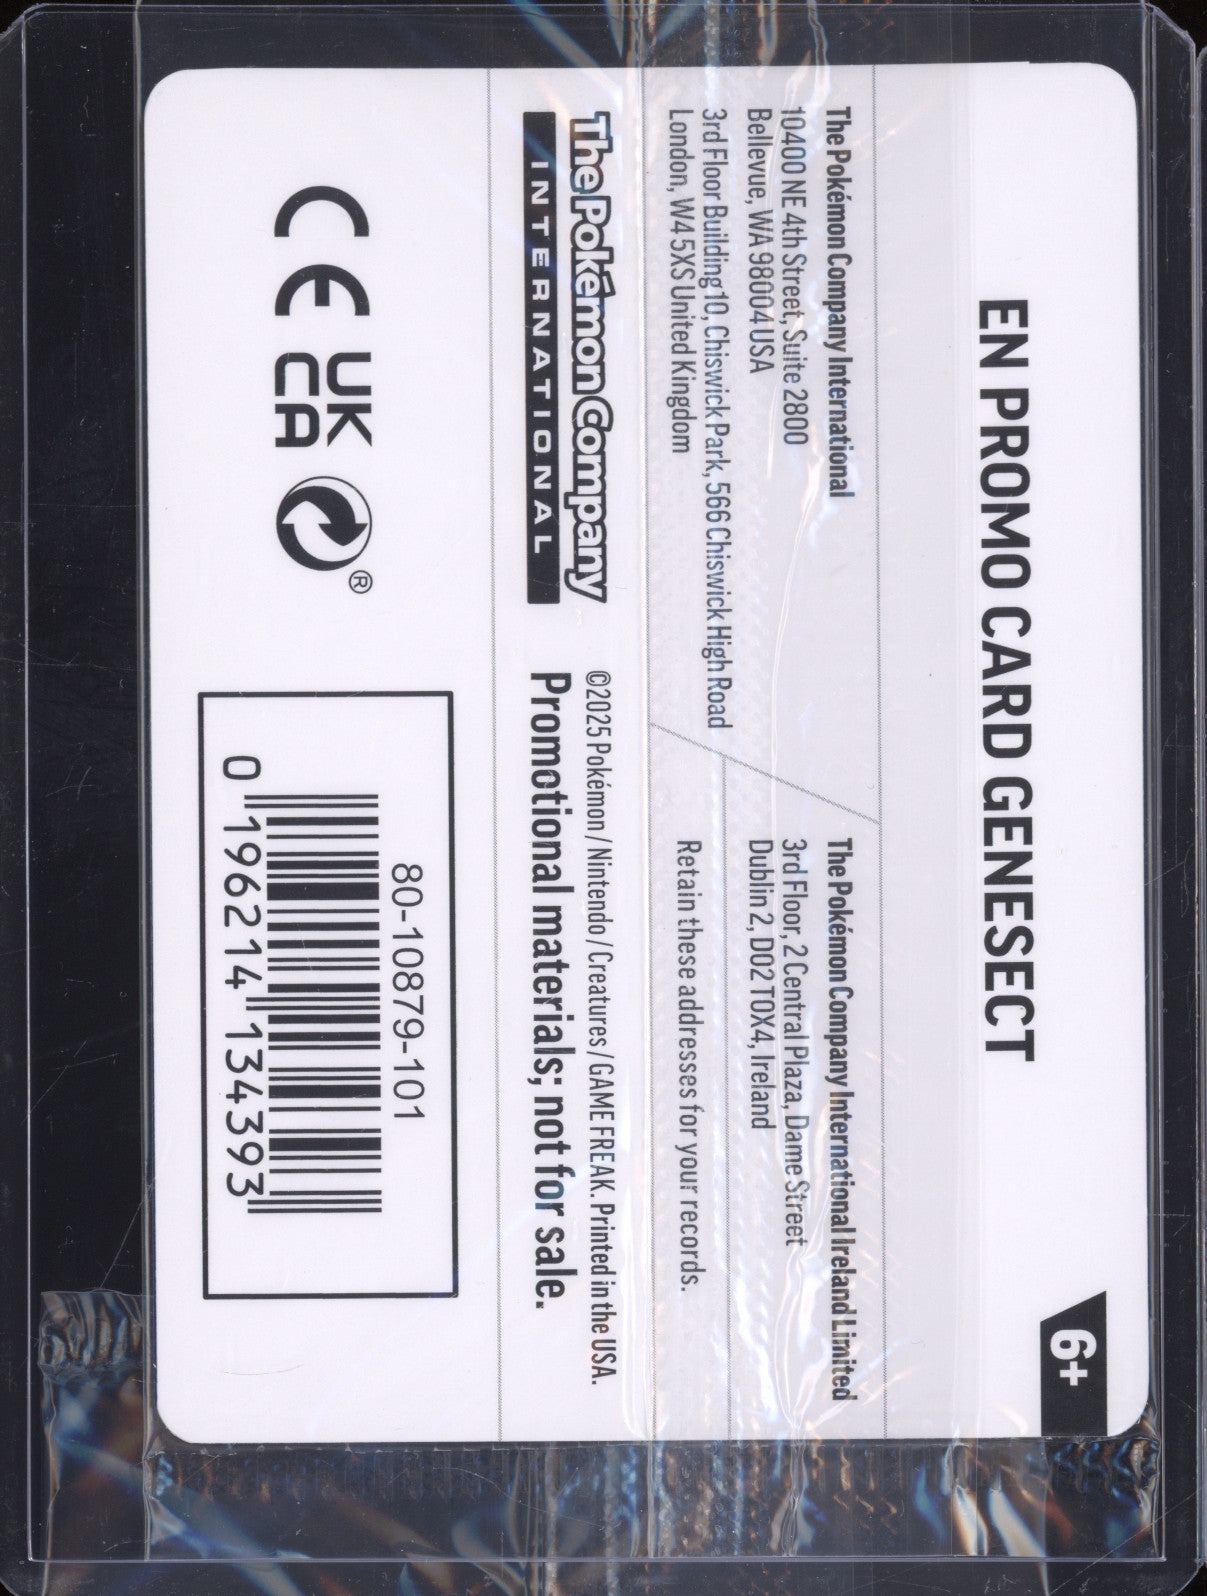 EN PROMO CARD GENESECT
6+
The Pokémon Company International
10400 NE 4th Street, Suite 2800
Bellevue, WA 98004 USA
3rd Floor Building 10, Chiswick Park, 566 Chiswick High Road
London, W4 5XS United Kingdom
The Pokémon Company International Ireland Limited
3rd Floor, 2 Central Plaza, Dame Street
Dublin 2, D02 T0X4, Ireland
Retain these addresses for your records.
The Pokémon Company
INTERNATIONAL
©2025 Pokémon / Nintendo / Creatures / GAME FREAK. Printed in the USA.
Promotional materials; not for sale.
CE
UK
CA
®
80-10879-101
0 196214 134393